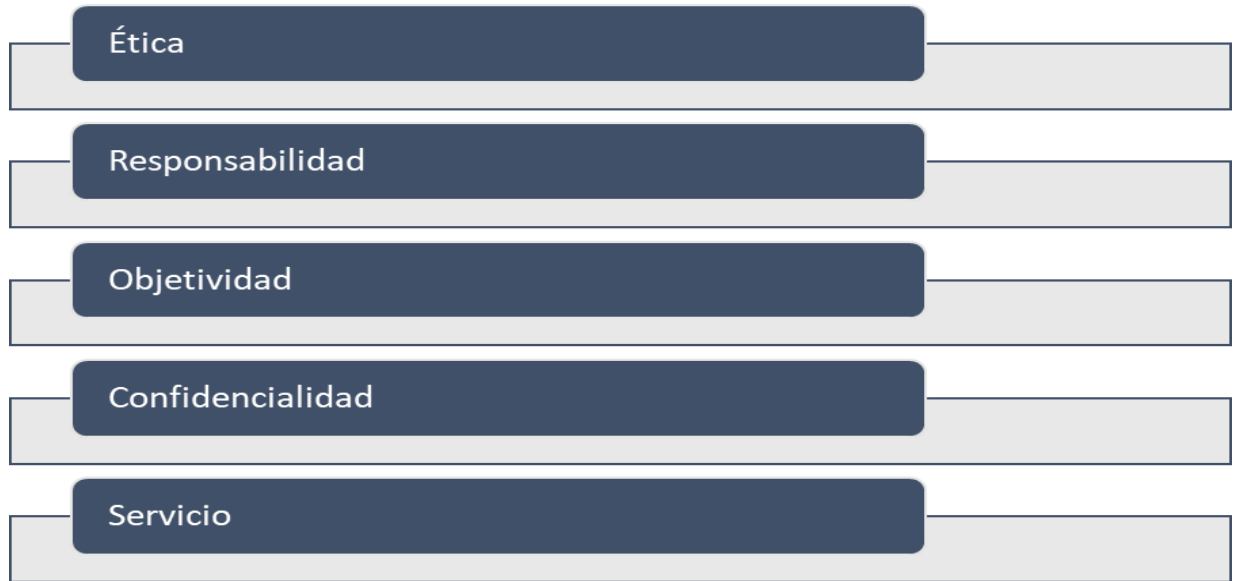 Ética
Responsabilidad
Objetividad
Confidencialidad
Servicio